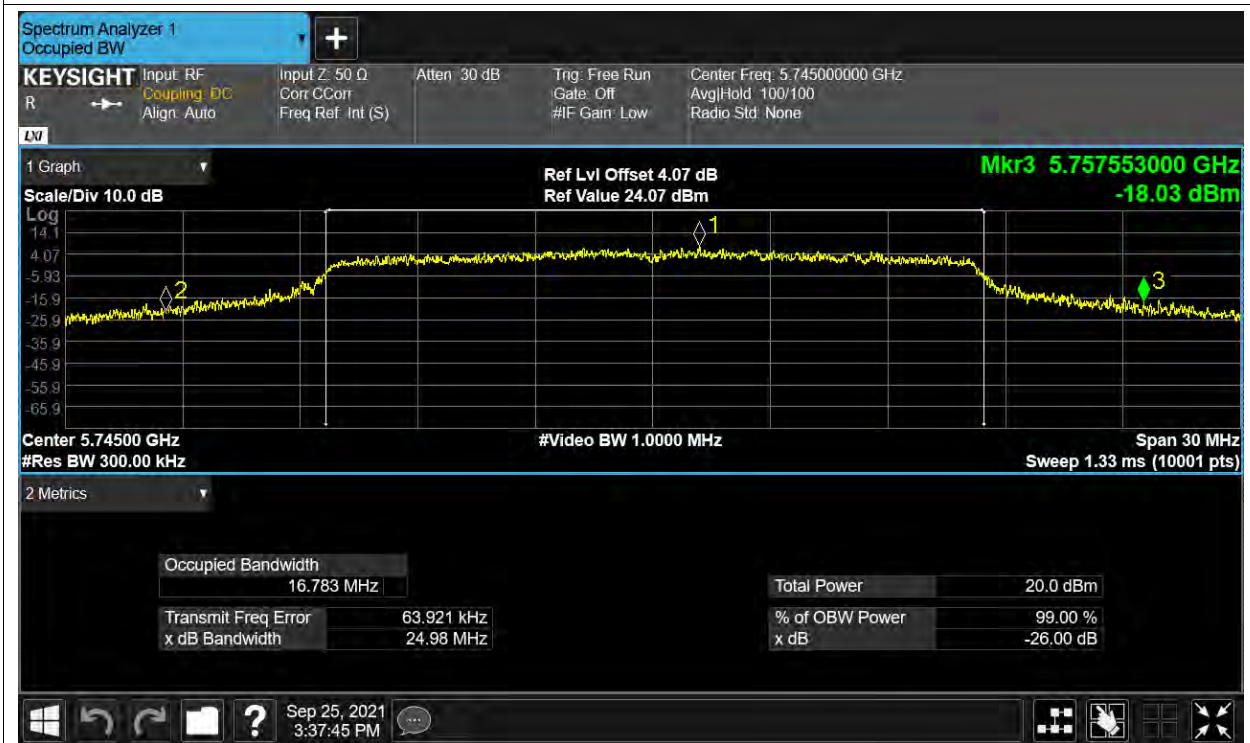 Spectrum Analyzer 1
Occupied BW
+
KEYSIGHT
R
LXI
Input: RF
Coupling: DC
Align: Auto
Input Z: 50 Ω
Corr CCorr
Freq Ref: Int (S)
Atten: 30 dB
Trig: Free Run
Gate: Off
#IF Gain: Low
Center Freq: 5.745000000 GHz
Avg|Hold: 100/100
Radio Std: None
1 Graph
Scale/Div 10.0 dB
Ref Lvl Offset 4.07 dB
Ref Value 24.07 dBm
Mkr3 5.757553000 GHz
-18.03 dBm
Log
14.1
4.07
-5.93
-15.9
-25.9
-35.9
-45.9
-55.9
-65.9
1
2
3
Center 5.74500 GHz
#Res BW 300.00 kHz
#Video BW 1.0000 MHz
Span 30 MHz
Sweep 1.33 ms (10001 pts)
2 Metrics
Occupied Bandwidth
16.783 MHz
Transmit Freq Error 63.921 kHz
x dB Bandwidth 24.98 MHz
Total Power 20.0 dBm
% of OBW Power 99.00 %
x dB -26.00 dB
?
Sep 25, 2021
3:37:45 PM